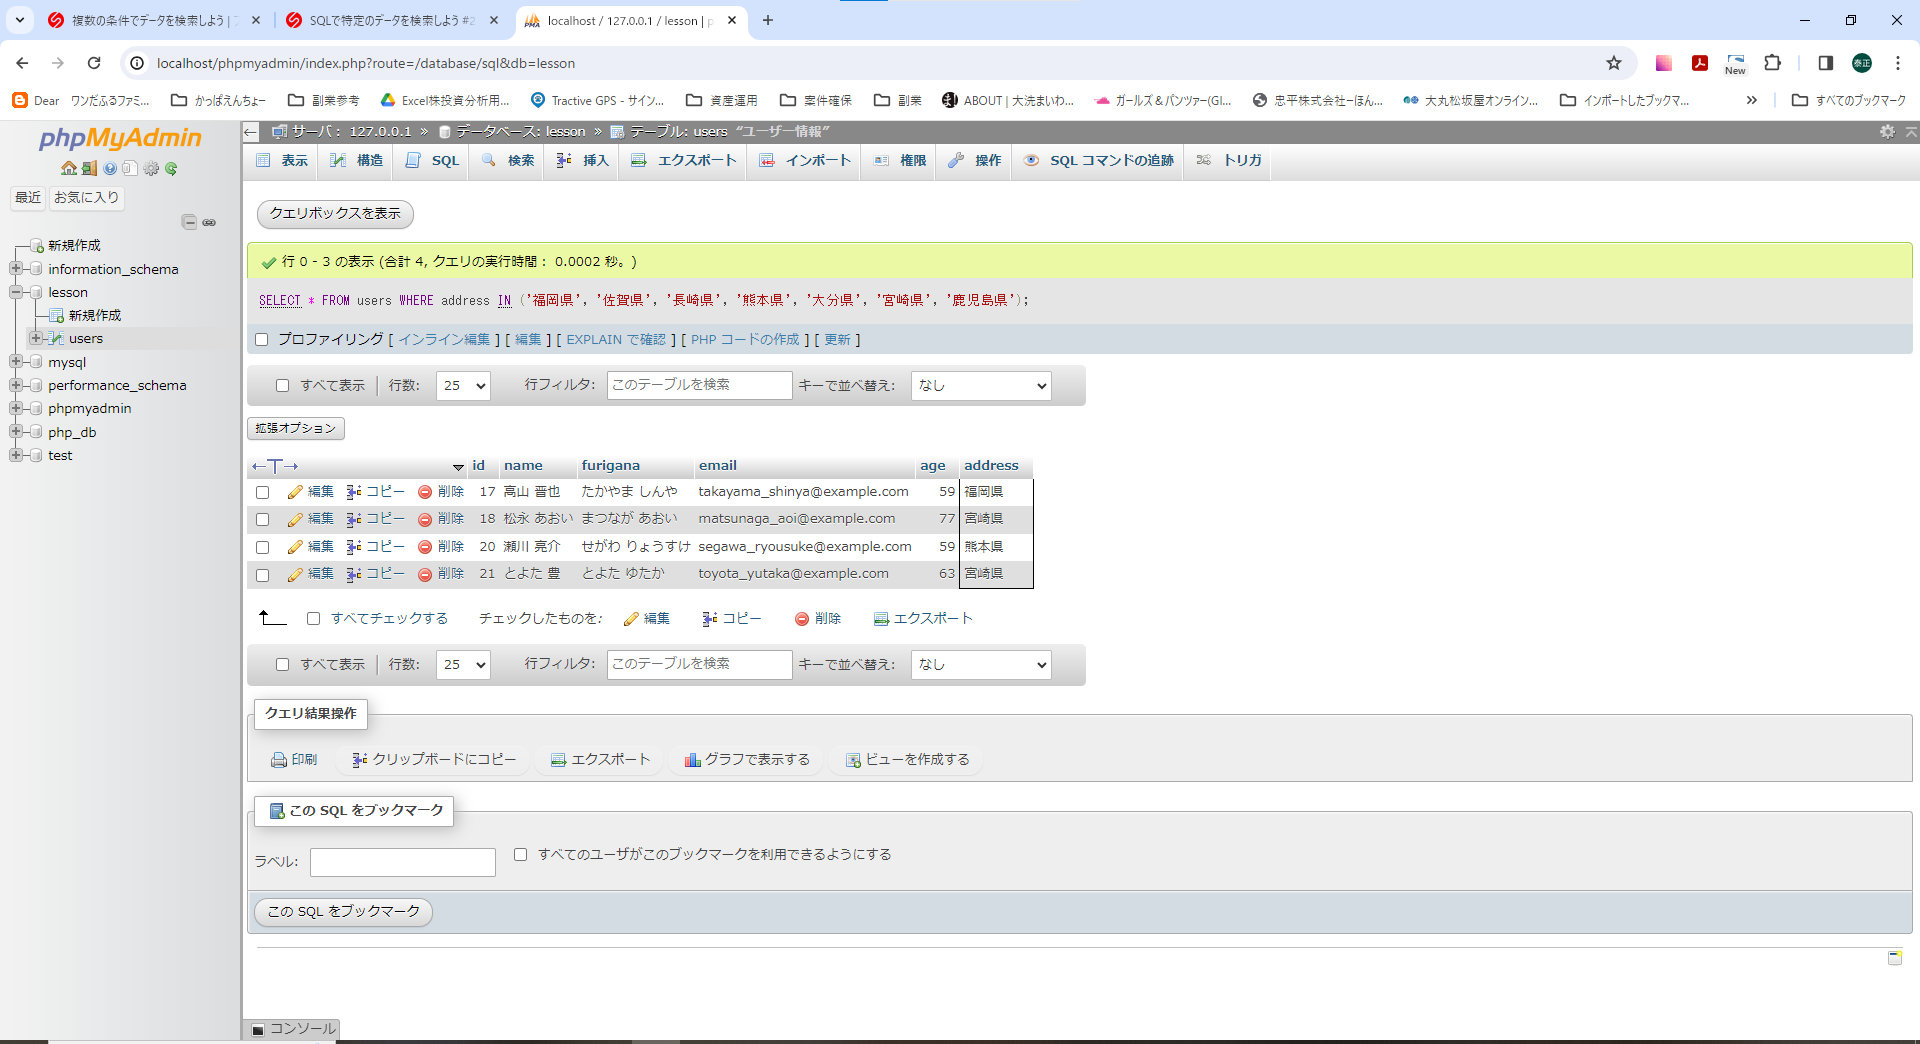 複数の条件でデータを検索しよう |
SQLで特定のデータを検索しよう #2
localhost / 127.0.0.1 / lesson | p
localhost/phpmyadmin/index.php?route=/database/sql&db=lesson
New
泰正
Dear ワンだふるファミ...
かっぱえんちょー
副業参考
Excel株投資分析用...
Tractive GPS - サイン...
資産運用
案件確保
副業
ABOUT | 大洗まいわ...
ガールズ&パンツァー(GI...
忠平株式会社ーほん...
大丸松坂屋オンライン...
インポートしたブックマ...
すべてのブックマーク
phpMyAdmin
最近 お気に入り
新規作成
information_schema
lesson
新規作成
users
mysql
performance_schema
phpmyadmin
php_db
test
サーバ: 127.0.0.1 » データベース: lesson » テーブル: users “ユーザー情報”
表示 構造 SQL 検索 挿入 エクスポート インポート 権限 操作 SQL コマンドの追跡 トリガ
クエリボックスを表示
行 0 - 3 の表示 (合計 4, クエリの実行時間: 0.0002 秒。)
SELECT * FROM users WHERE address IN ('福岡県', '佐賀県', '長崎県', '熊本県', '大分県', '宮崎県', '鹿児島県');
プロファイリング [ インライン編集 ] [ 編集 ] [ EXPLAIN で確認 ] [ PHP コードの作成 ] [ 更新 ]
すべて表示 | 行数: 25 行フィルタ: このテーブルを検索 キーで並べ替え: なし
拡張オプション
←T→ id name furigana email age address
編集 コピー 削除 17 高山 晋也 たかやま しんや takayama_shinya@example.com 59 福岡県
編集 コピー 削除 18 松永 あおい まつなが あおい matsunaga_aoi@example.com 77 宮崎県
編集 コピー 削除 20 瀬川 亮介 せがわ りょうすけ segawa_ryousuke@example.com 59 熊本県
編集 コピー 削除 21 とよた 豊 とよた ゆたか toyota_yutaka@example.com 63 宮崎県
すべてチェックする チェックしたものを: 編集 コピー 削除 エクスポート
すべて表示 | 行数: 25 行フィルタ: このテーブルを検索 キーで並べ替え: なし
クエリ結果操作
印刷 クリップボードにコピー エクスポート グラフで表示する ビューを作成する
この SQL をブックマーク
ラベル: すべてのユーザがこのブックマークを利用できるようにする
この SQL をブックマーク
コンソール